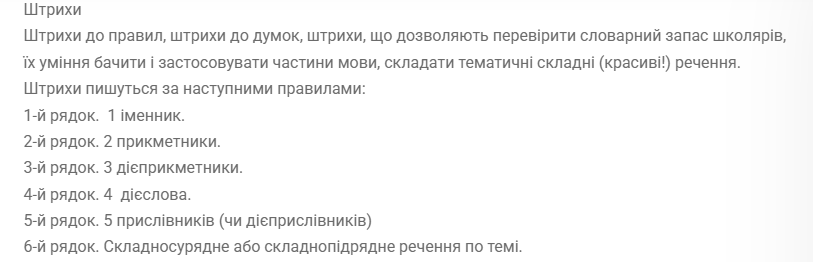 Штрихи
Штрихи до правил, штрихи до думок, штрихи, що дозволяють перевірити словарний запас школярів,
їх уміння бачити і застосовувати частини мови, складати тематичні складні (красиві!) речення.
Штрихи пишуться за наступними правилами:
1-й рядок.  1 іменник.
2-й рядок. 2 прикметники.
3-й рядок. 3 дієприкметники.
4-й рядок. 4  дієслова.
5-й рядок. 5 прислівників (чи дієприслівників)
6-й рядок. Складносурядне або складнопідрядне речення по темі.